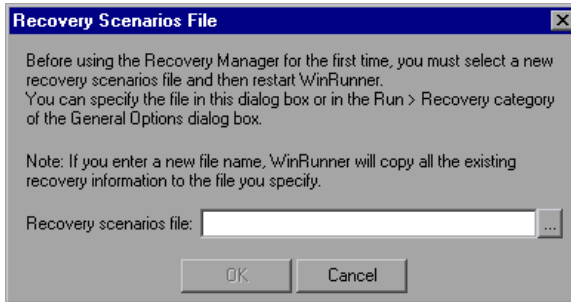 Recovery Scenarios File
Before using the Recovery Manager for the first time, you must select a new
recovery scenarios file and then restart WinRunner.
You can specify the file in this dialog box or in the Run > Recovery category
of the General Options dialog box.
Note: If you enter a new file name, WinRunner will copy all the existing
recovery information to the file you specify.
Recovery scenarios file: ...
OK Cancel